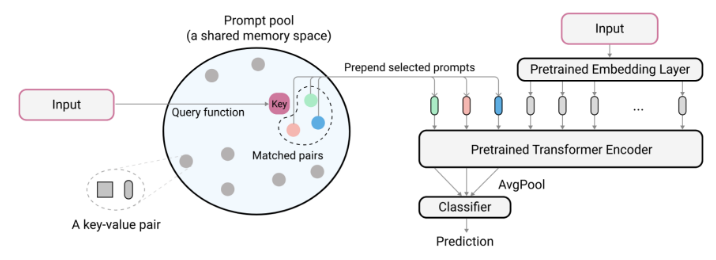 Prompt pool
(a shared memory space)
Input
Query function
Key
Matched pairs
A key-value pair
Prepend selected prompts
Input
Pretrained Embedding Layer
...
Pretrained Transformer Encoder
AvgPool
Classifier
Prediction